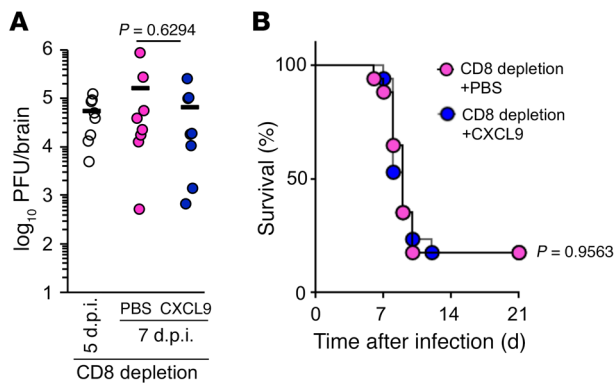 A
P = 0.6294
log10 PFU/brain
6
5
4
3
2
1
5 d.p.i.
PBS CXCL9
7 d.p.i.
CD8 depletion
B
Survival (%)
100
50
0
0 7 14 21
Time after infection (d)
CD8 depletion
+PBS
CD8 depletion
+CXCL9
P = 0.9563